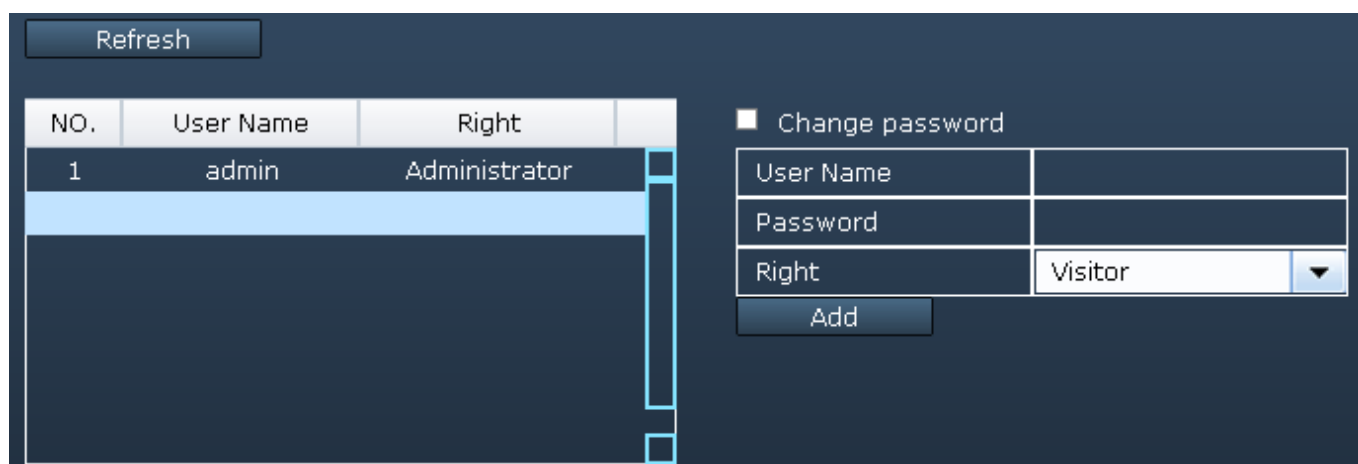 Refresh
NO. User Name Right
1 admin Administrator
Change password
User Name
Password
Right Visitor
Add